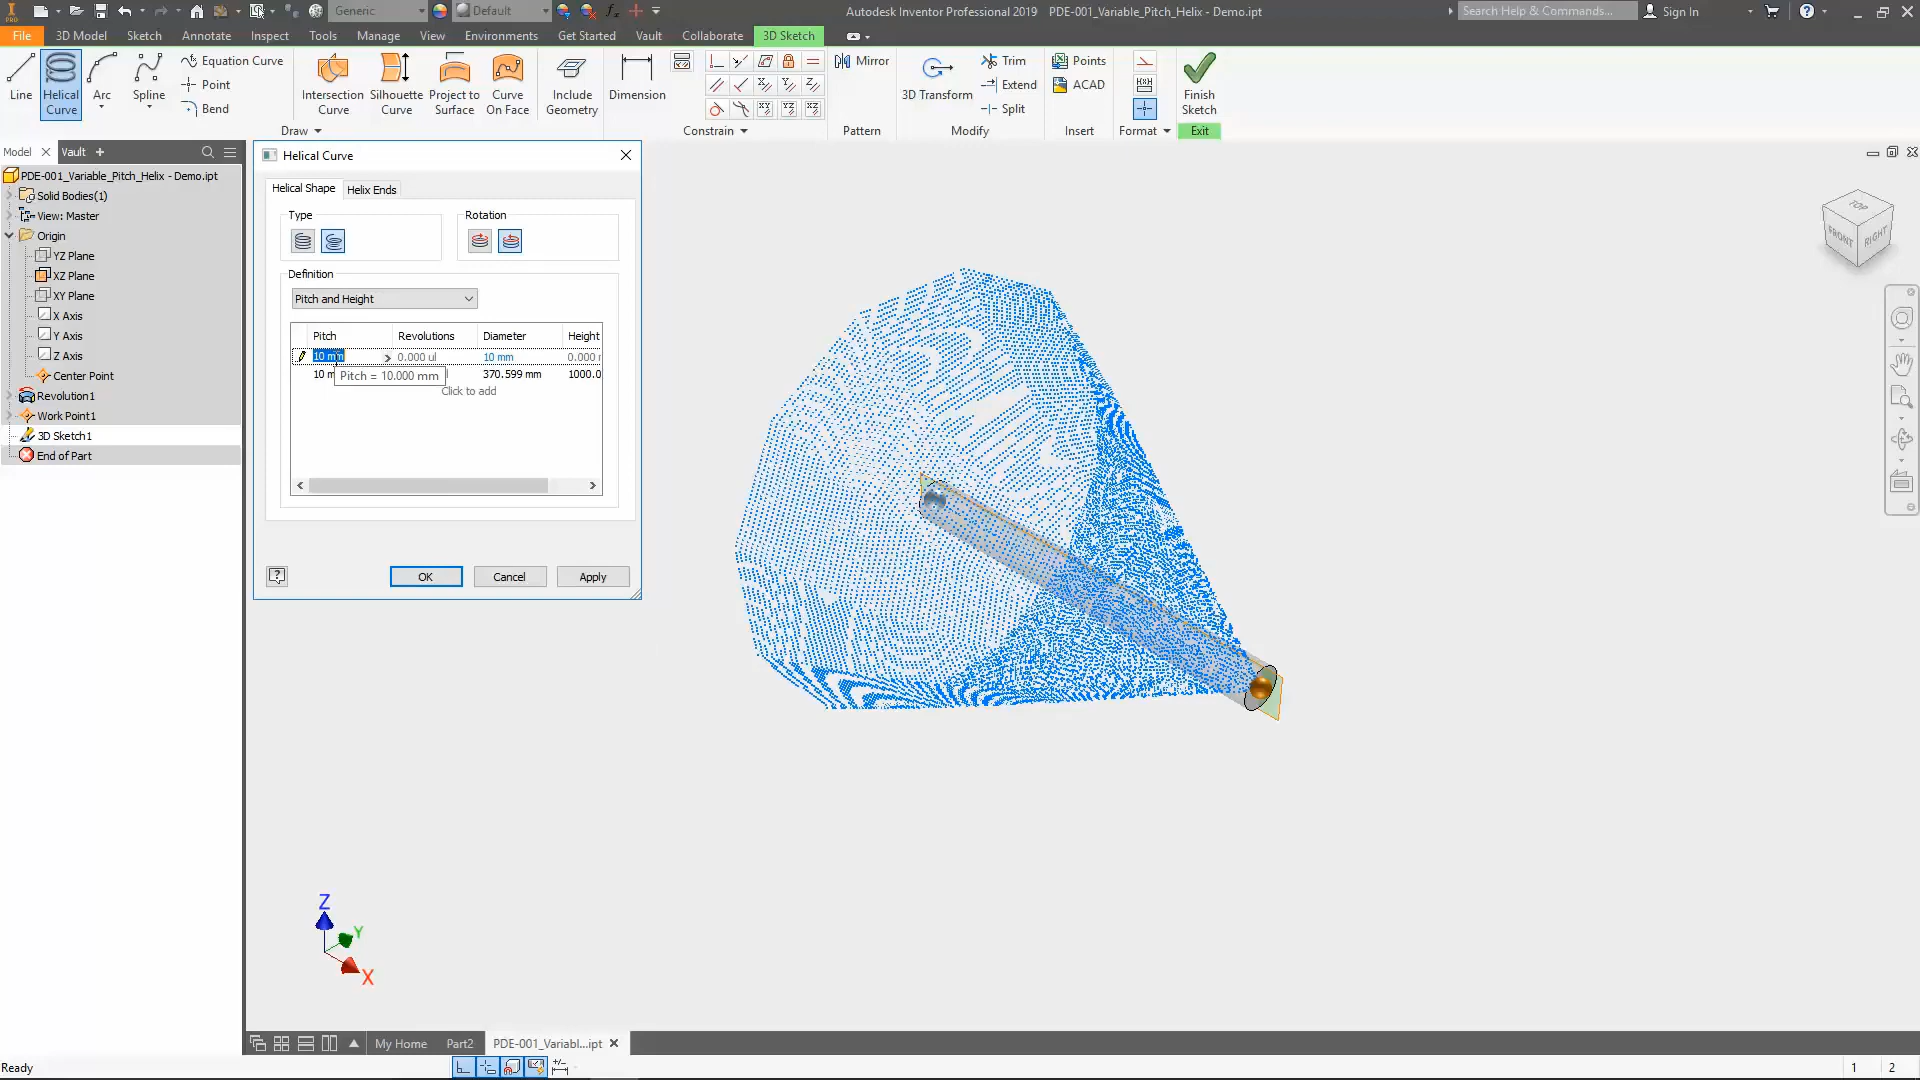 PRO
Generic
Default
fx
Autodesk Inventor Professional 2019 PDE-001_Variable_Pitch_Helix - Demo.ipt
Search Help & Commands...
Sign In
File
3D Model
Sketch
Annotate
Inspect
Tools
Manage
View
Environments
Get Started
Vault
Collaborate
3D Sketch
Line
Helical
Curve
Arc
Spline
Equation Curve
Point
Bend
Intersection
Curve
Silhouette
Curve
Project to
Surface
Curve
On Face
Include
Geometry
Dimension
Mirror
3D Transform
Trim
Extend
Split
Points
ACAD
Finish
Sketch
Draw
Constrain
Pattern
Modify
Insert
Format
Exit
Model
Vault
PDE-001_Variable_Pitch_Helix - Demo.ipt
Solid Bodies(1)
View: Master
Origin
YZ Plane
XZ Plane
XY Plane
X Axis
Y Axis
Z Axis
Center Point
Revolution1
Work Point1
3D Sketch1
End of Part
Helical Curve
Helical Shape
Helix Ends
Type
Rotation
Definition
Pitch and Height
Pitch Revolutions Diameter Height
10 mm 0.000 ul 10 mm 0.000
10 370.599 mm 1000.0
Pitch = 10.000 mm
Click to add
OK
Cancel
Apply
TOP
FRONT
RIGHT
Z
Y
X
My Home
Part2
PDE-001_Variabl...ipt
Ready
1 2